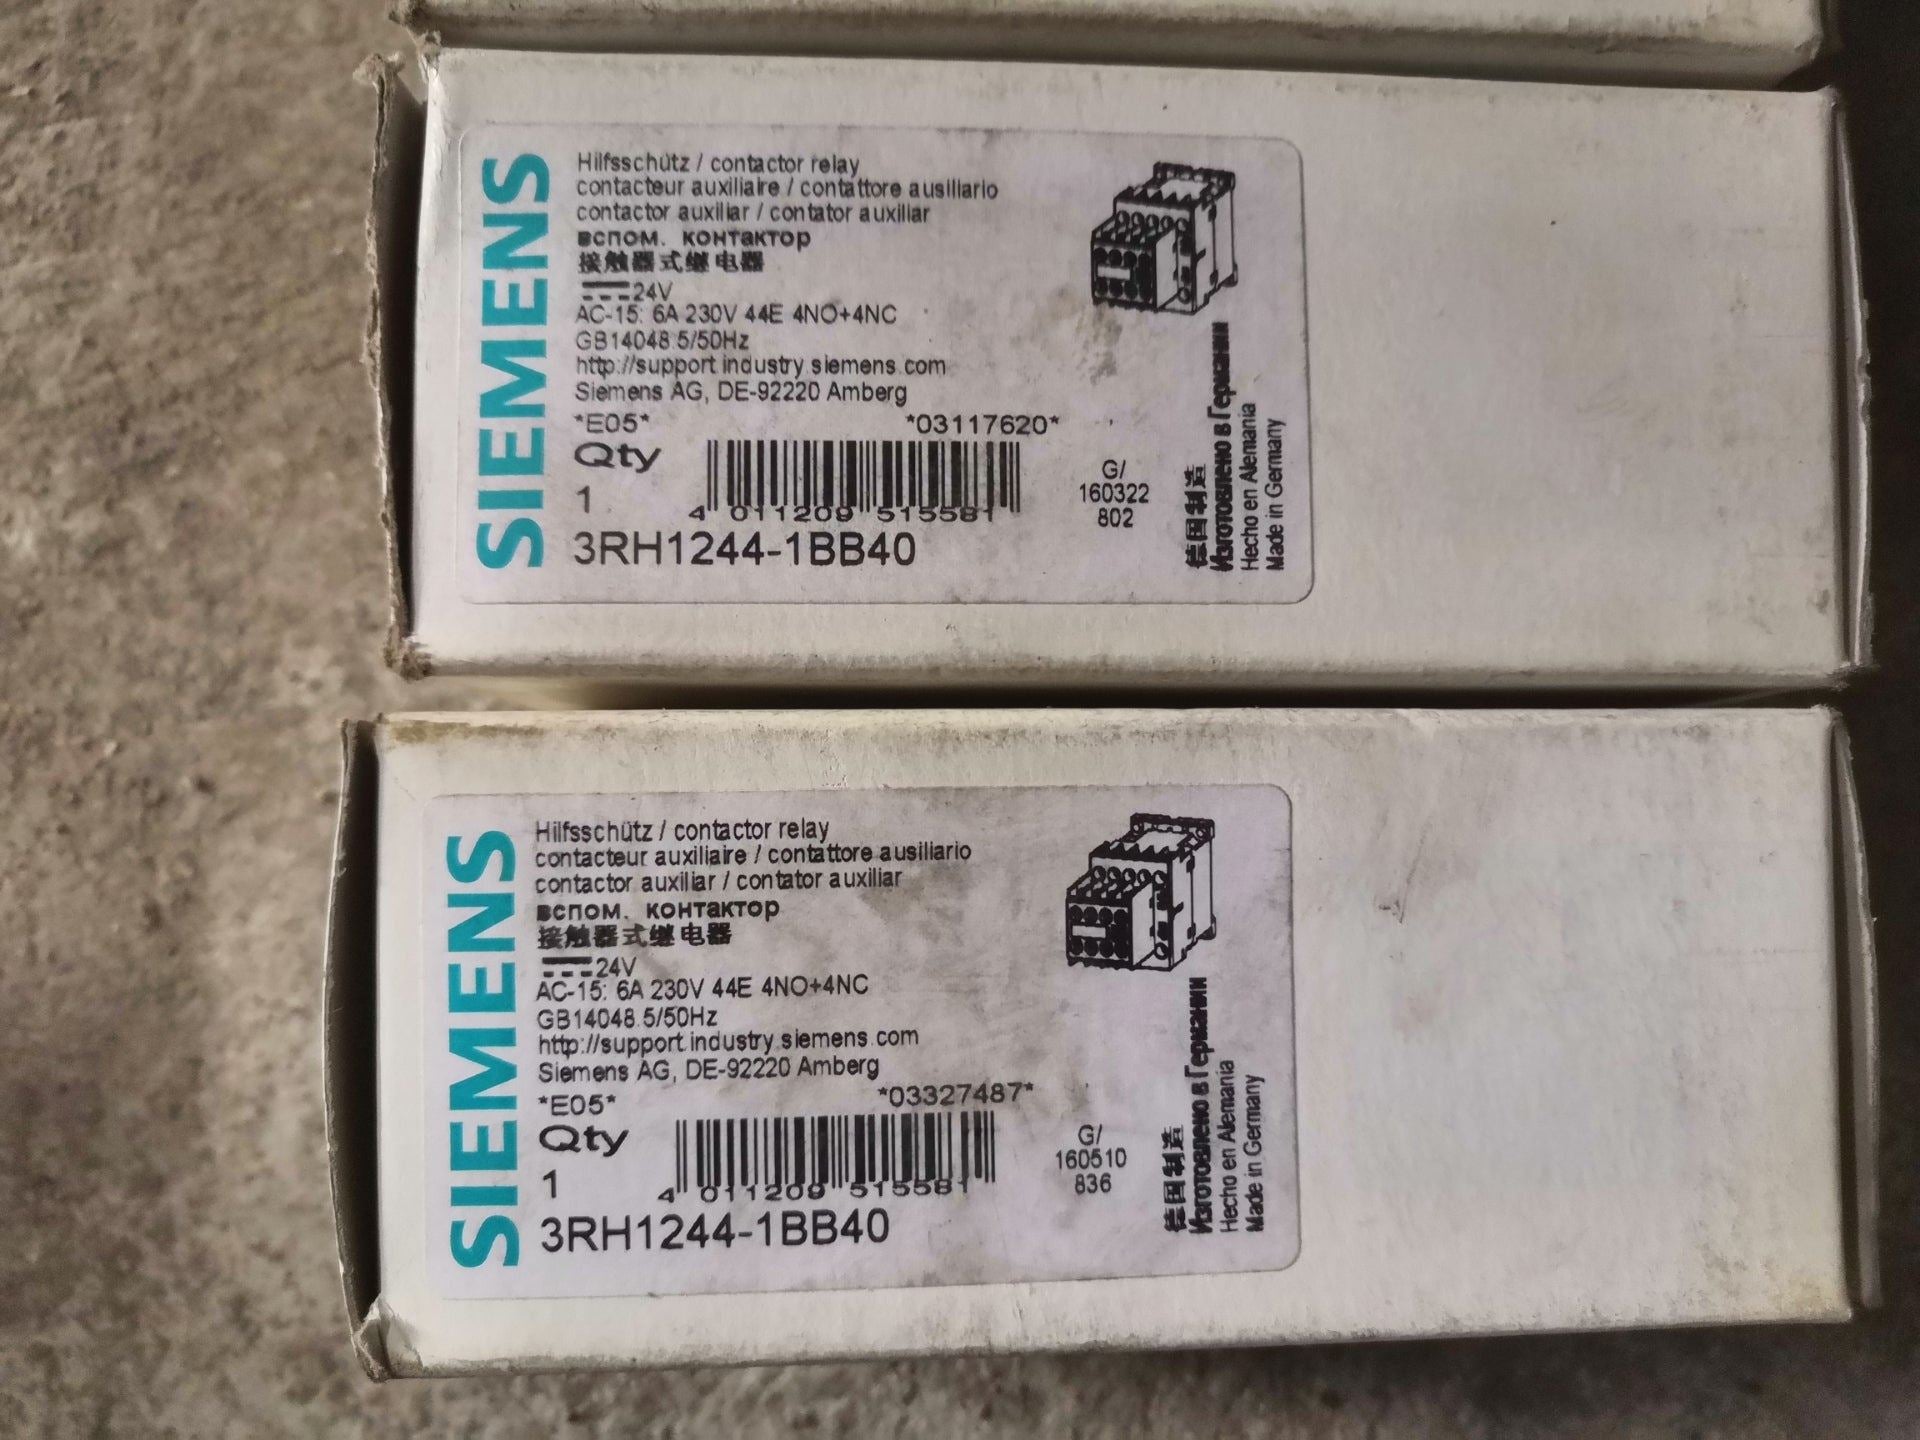 SIEMENS
Hilfsschütz / contactor relay
contacteur auxiliaire / contattore ausiliario
contactor auxiliar / contator auxiliar
вспом. контактор
接触器式继电器
24V
AC-15: 6A 230V 44E 4NO+4NC
GB14048.5/50Hz
http://support.industry.siemens.com
Siemens AG, DE-92220 Amberg
*E05* *03117620*
Qty
1
4 011209 515581
3RH1244-1BB40
G/
160322
802
德国制造
Изготовлено в Германии
Hecho en Alemania
Made in Germany
SIEMENS
Hilfsschütz / contactor relay
contacteur auxiliaire / contattore ausiliario
contactor auxiliar / contator auxiliar
вспом. контактор
接触器式继电器
24V
AC-15: 6A 230V 44E 4NO+4NC
GB14048.5/50Hz
http://support.industry.siemens.com
Siemens AG, DE-92220 Amberg
*E05* *03327487*
Qty
1
4 011209 515581
3RH1244-1BB40
G/
160510
836
德国制造
Изготовлено в Германии
Hecho en Alemania
Made in Germany